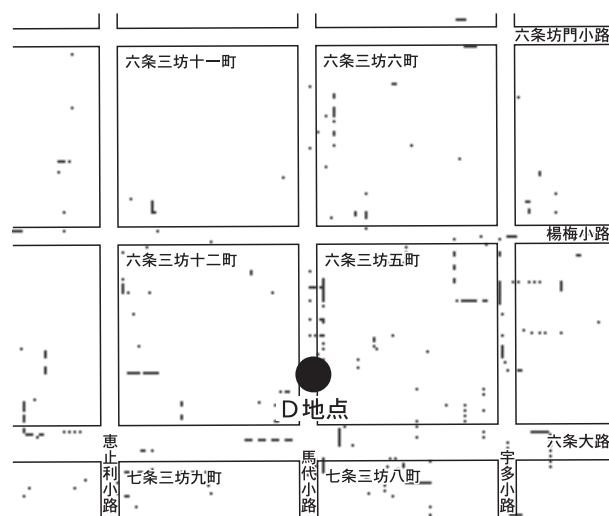 六条坊門小路
六条三坊十一町
六条三坊六町
楊梅小路
六条三坊十二町
六条三坊五町
D地点
六条大路
恵止利小路
七条三坊九町
馬代小路
七条三坊八町
宇多小路